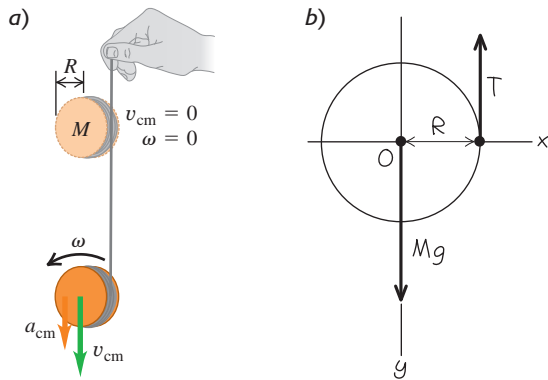 a)
R
M
v_cm = 0
ω = 0
ω
a_cm
v_cm
b)
T
R
x
O
Mg
y